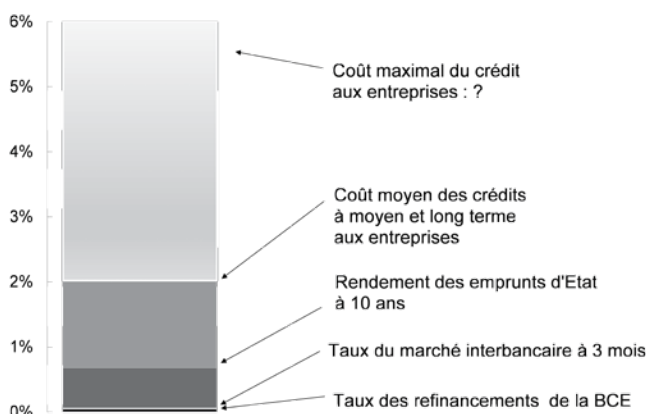 6%
5%
4%
3%
2%
1%
0%
Coût maximal du crédit
aux entreprises : ?
Coût moyen des crédits
à moyen et long terme
aux entreprises
Rendement des emprunts d'Etat
à 10 ans
Taux du marché interbancaire à 3 mois
Taux des refinancements de la BCE